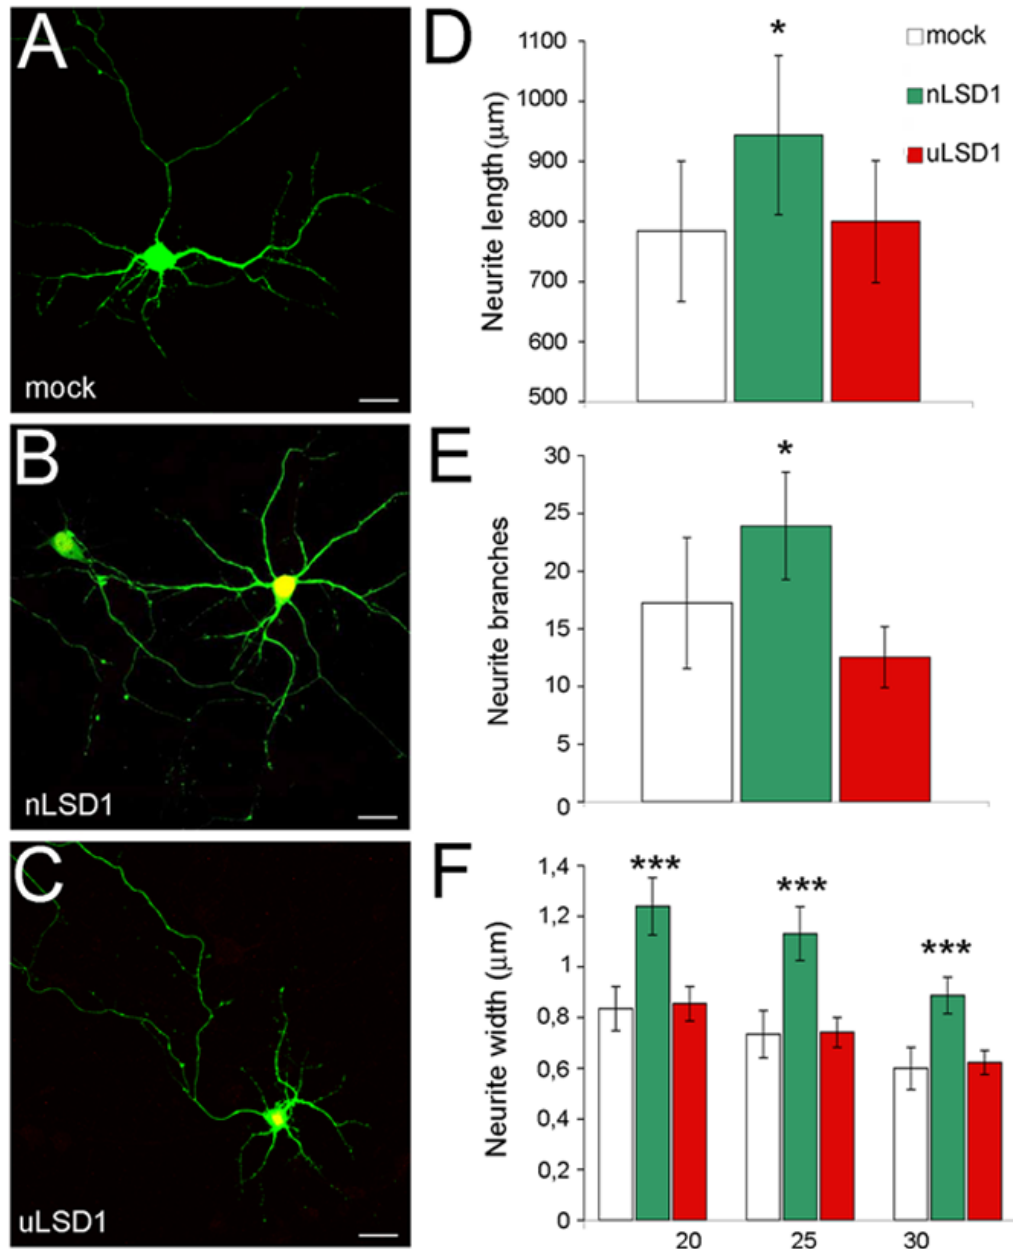 A
mock
B
nLSD1
C
uLSD1
D
Neurite length (µm)
1100
1000
900
800
700
600
500
*
mock
nLSD1
uLSD1
E
Neurite branches
30
25
20
15
10
5
0
*
F
Neurite width (µm)
1,4
1,2
1
0,8
0,6
0,4
0,2
0
***
***
***
20
25
30